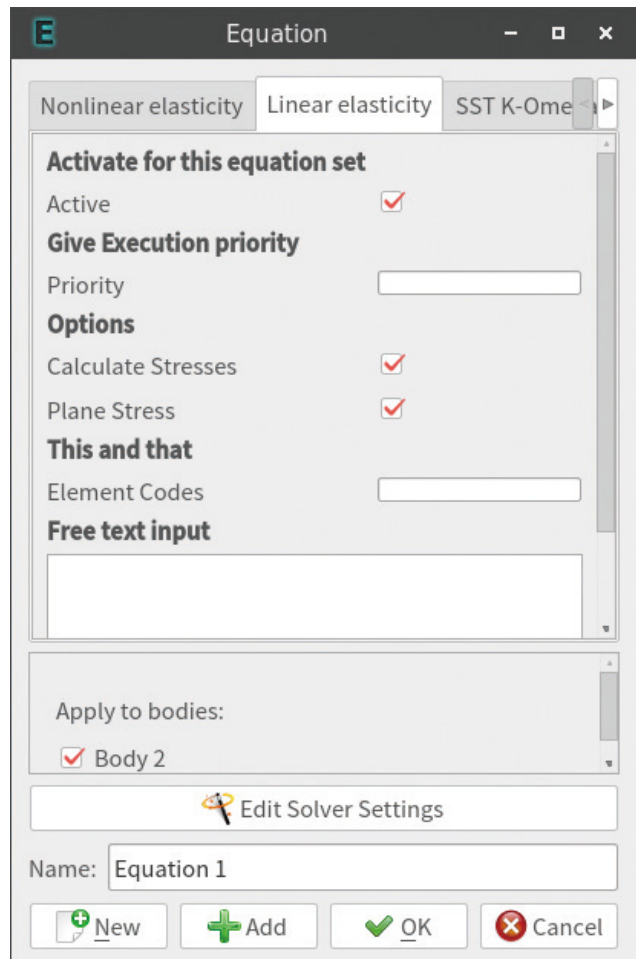 Equation
Nonlinear elasticity Linear elasticity SST K-Ome
Activate for this equation set
Active
Give Execution priority
Priority
Options
Calculate Stresses
Plane Stress
This and that
Element Codes
Free text input
Apply to bodies:
Body 2
Edit Solver Settings
Name: Equation 1
New Add OK Cancel